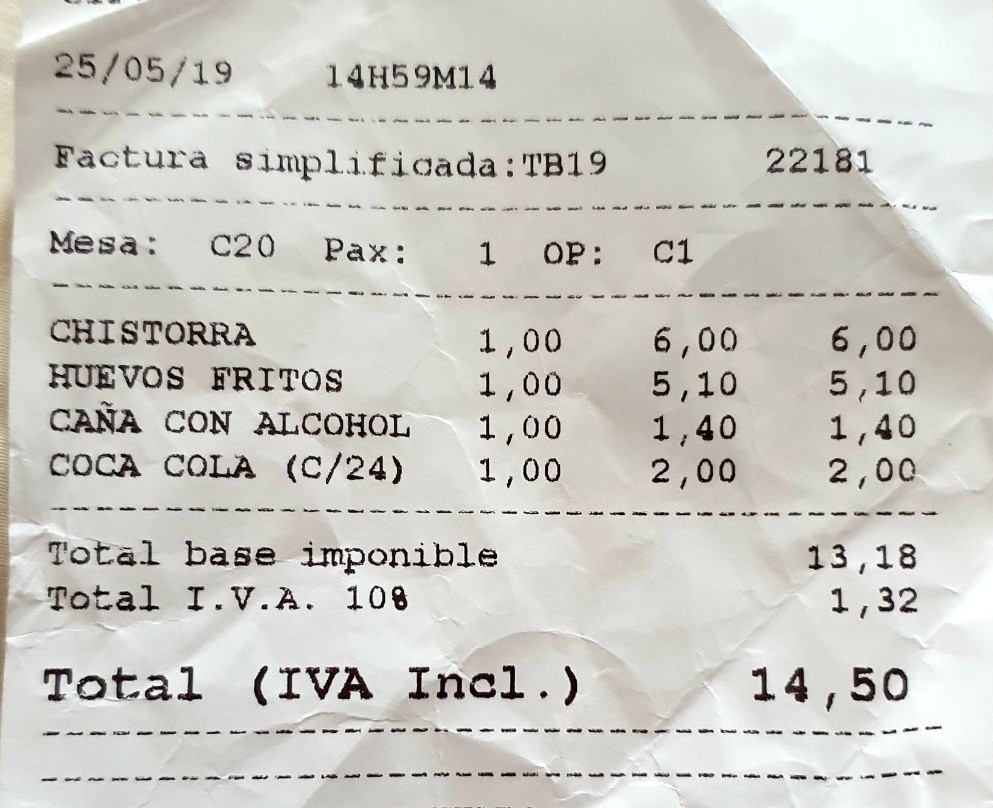 25/05/19 14H59M14
Factura simplificada:TB19 22181
Mesa: C20 Pax: 1 OP: C1
CHISTORRA 1,00 6,00 6,00
HUEVOS FRITOS 1,00 5,10 5,10
CAÑA CON ALCOHOL 1,00 1,40 1,40
COCA COLA (C/24) 1,00 2,00 2,00
Total base imponible 13,18
Total I.V.A. 10% 1,32
Total (IVA Incl.) 14,50